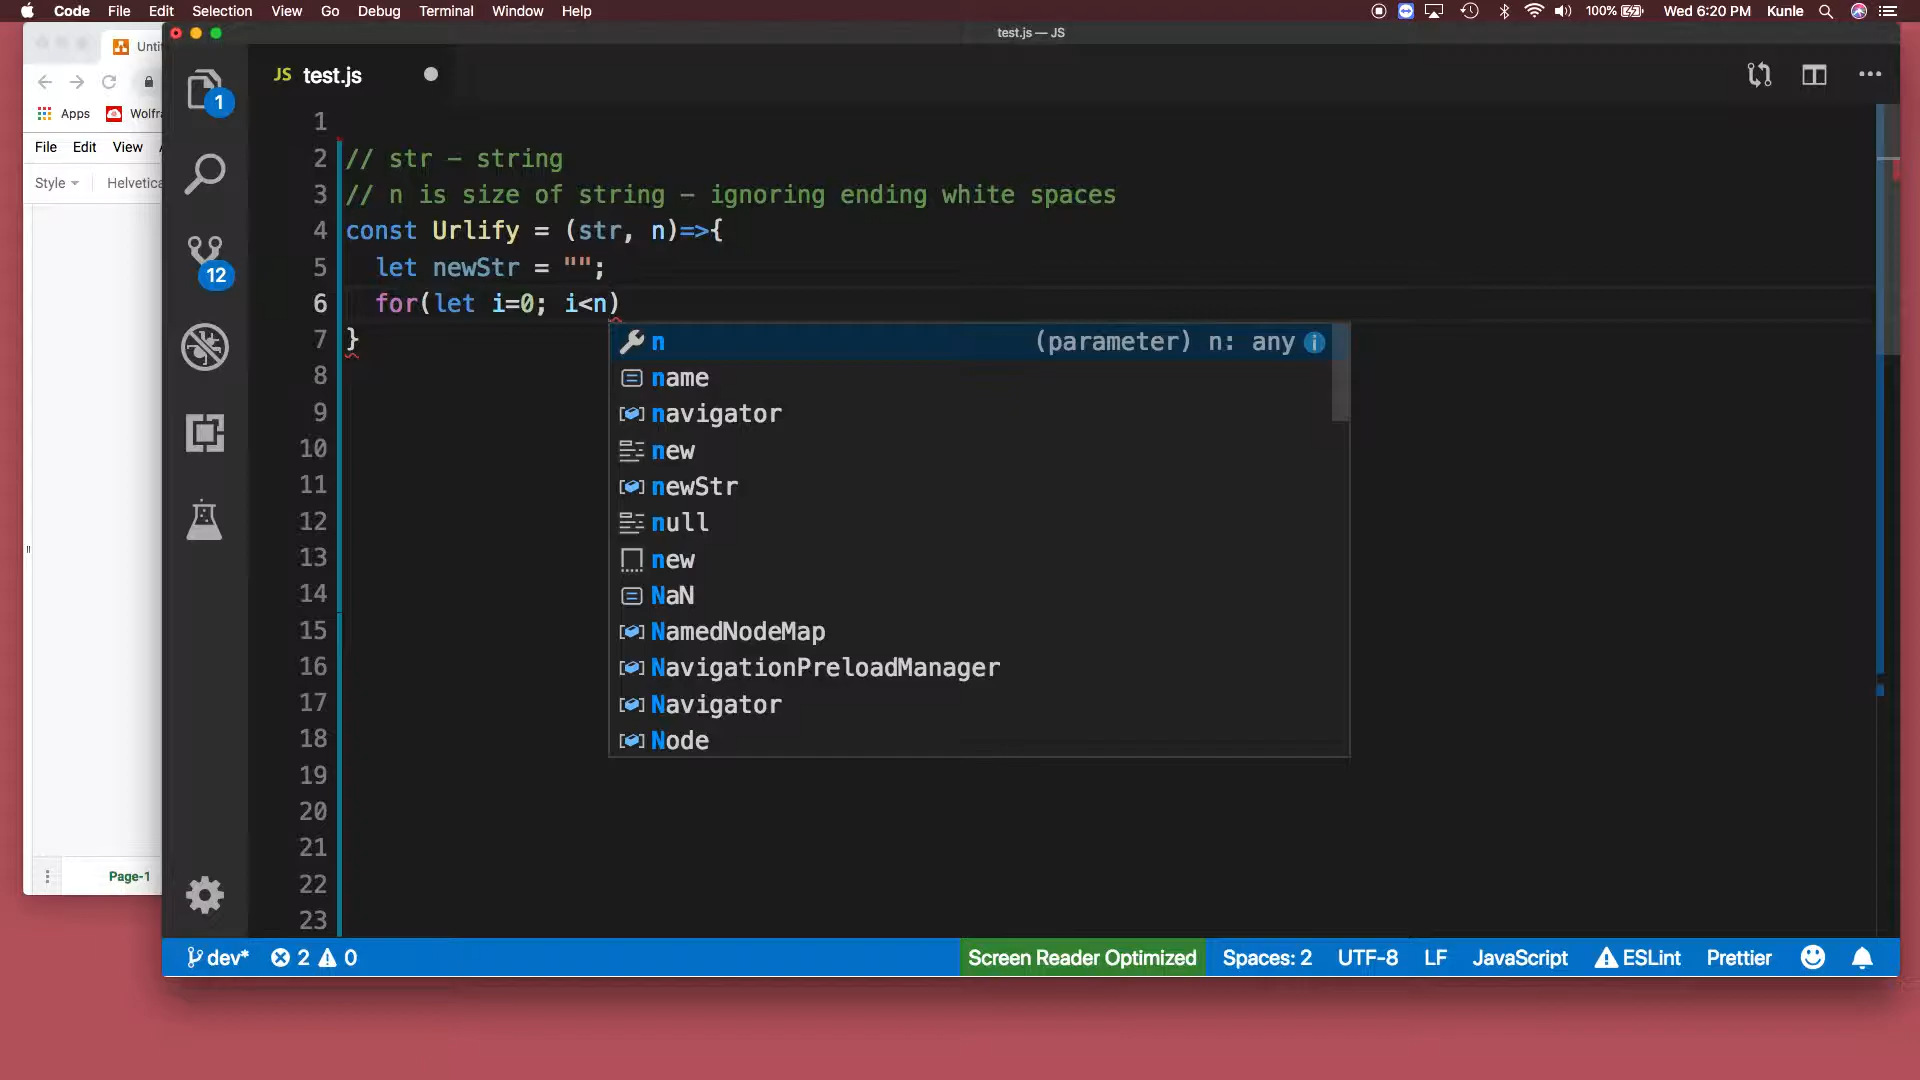 Code File Edit Selection View Go Debug Terminal Window Help 100% Wed 6:20 PM Kunle
test.js — JS
JS test.js
Apps
File Edit View
Style
Page-1
1
12
1
2 // str - string
3 // n is size of string - ignoring ending white spaces
4 const Urlify = (str, n)=>{
5 let newStr = "";
6 for(let i=0; i<n)
7 }
8
9
10
11
12
13
14
15
16
17
18
19
20
21
22
23
n (parameter) n: any
name
navigator
new
newStr
null
new
NaN
NamedNodeMap
NavigationPreloadManager
Navigator
Node
dev* 2 0 Screen Reader Optimized Spaces: 2 UTF-8 LF JavaScript ESLint Prettier